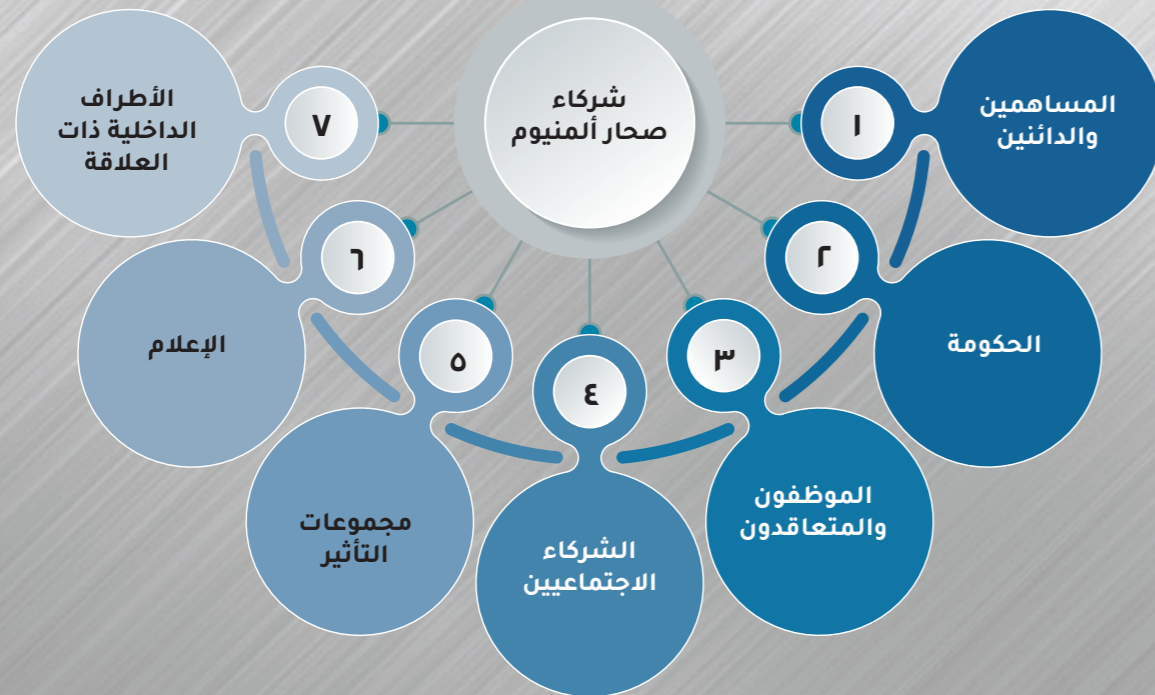 شركاء
صحار ألمنيوم
١
المساهمين
والدائنين
٢
الحكومة
٣
الموظفون
والمتعاقدون
٤
الشركاء
الاجتماعيين
٥
مجموعات
التأثير
٦
الإعلام
٧
الأطراف
الداخلية ذات
العلاقة